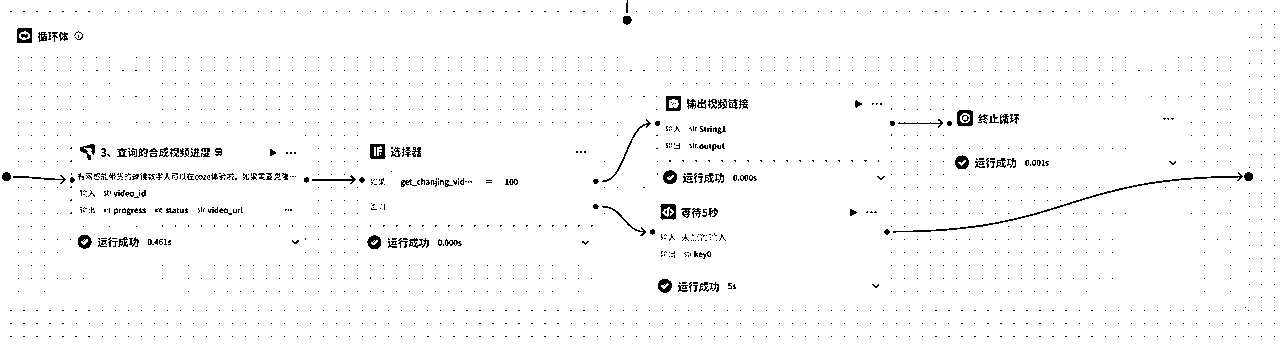 循环体
3、查询的合成视频进度
输入 str video_id
输出 int progress int status str video_url ...
运行成功 0.461s
选择器
如果 get_chanjing_vid... = 100
否则
运行成功 0.000s
输出视频链接
输入 str String1
输出 str output
运行成功 0.000s
等待5秒
输入 未配置输入
输出 str key0
运行成功 5s
终止循环
运行成功 0.001s